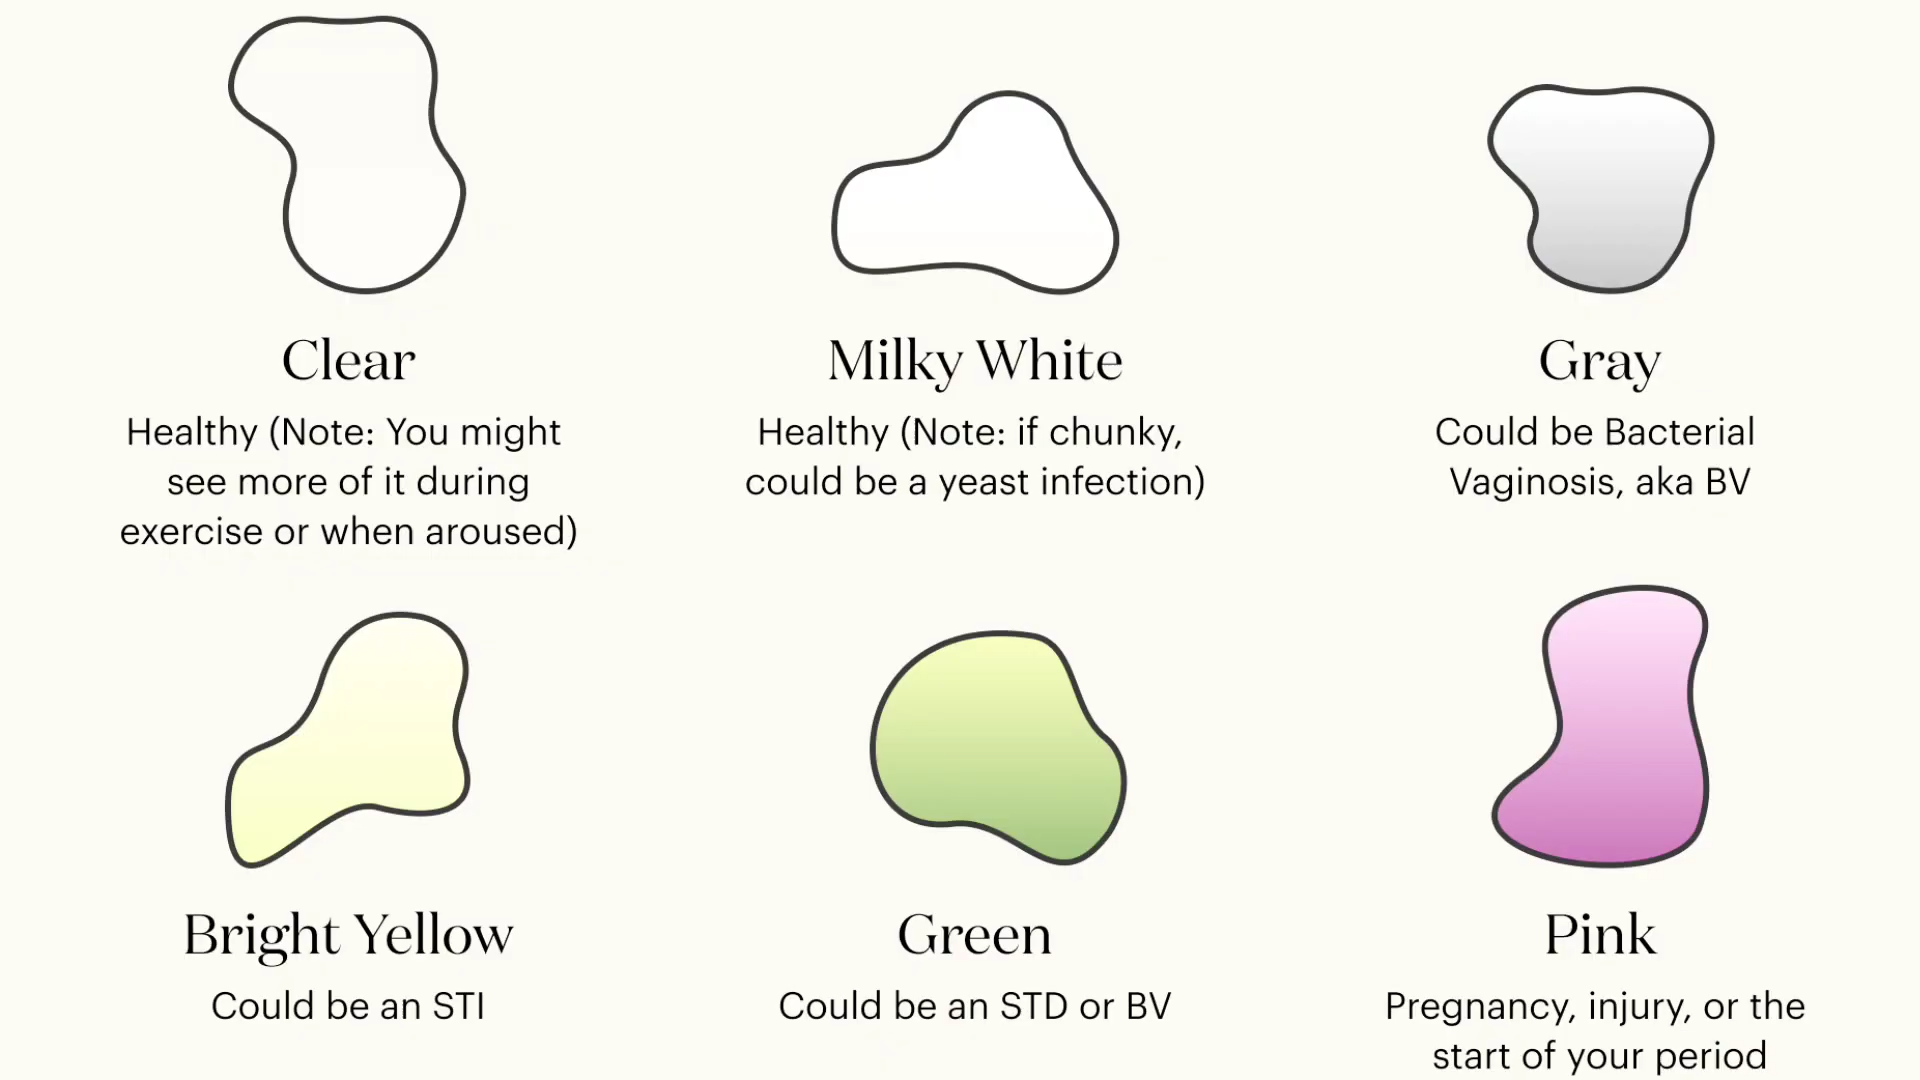 Clear
Healthy (Note: You might
see more of it during
exercise or when aroused)
Milky White
Healthy (Note: if chunky,
could be a yeast infection)
Gray
Could be Bacterial
Vaginosis, aka BV
Bright Yellow
Could be an STI
Green
Could be an STD or BV
Pink
Pregnancy, injury, or the
start of your period